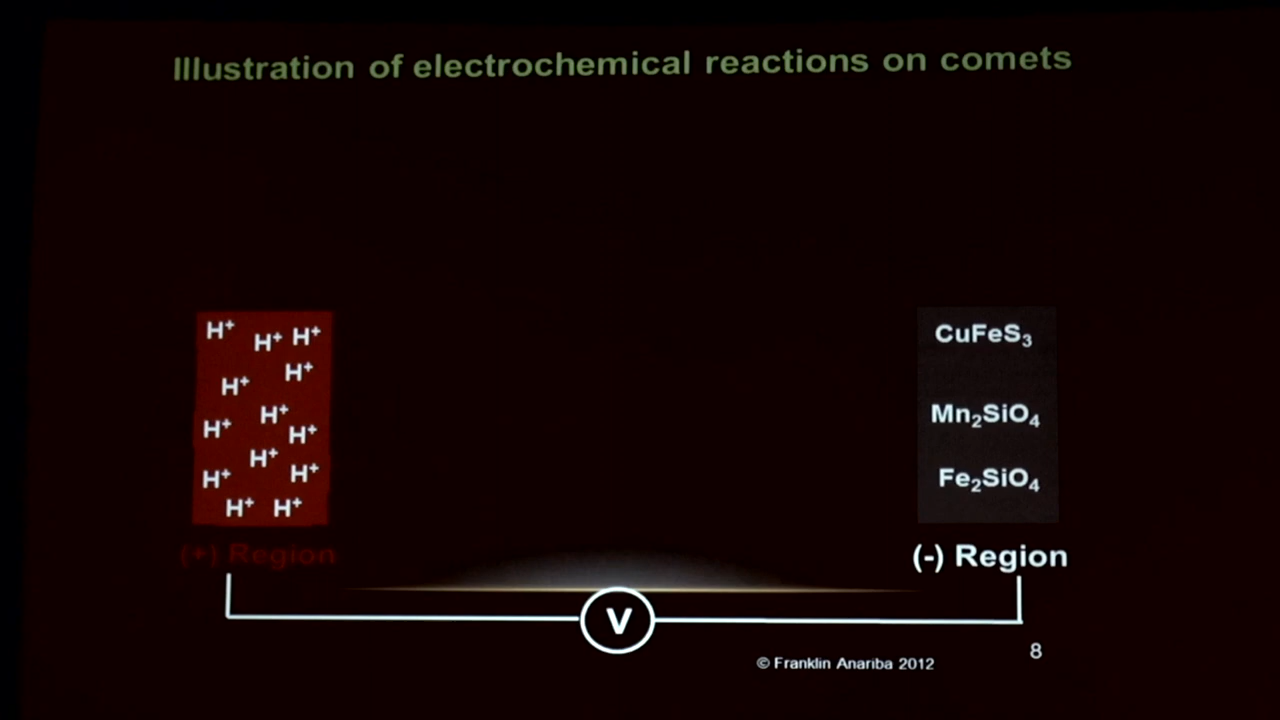 Illustration of electrochemical reactions on comets
H⁺ H⁺ H⁺
H⁺ H⁺
H⁺ H⁺ H⁺
H⁺ H⁺ H⁺
H⁺ H⁺
CuFeS₃
Mn₂SiO₄
Fe₂SiO₄
(+) Region
(-) Region
V
8
© Franklin Anariba 2012